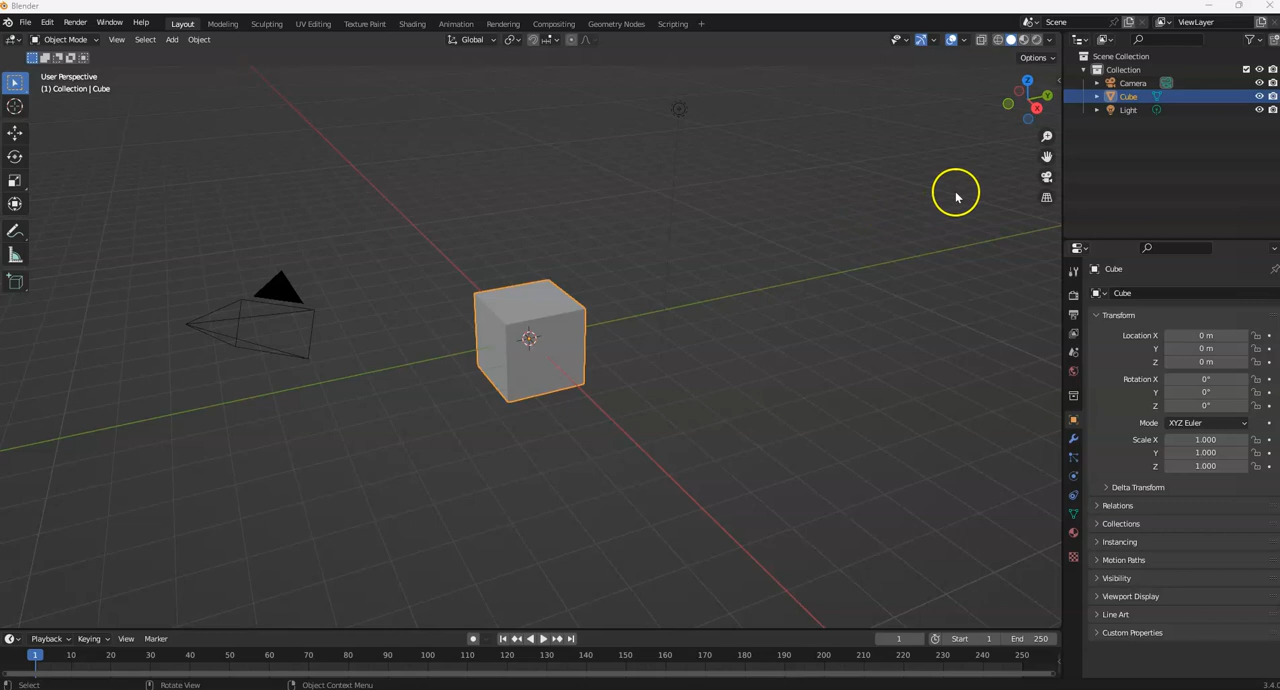 Blender
File Edit Render Window Help Layout Modeling Sculpting UV Editing Texture Paint Shading Animation Rendering Compositing Geometry Nodes Scripting + Scene ViewLayer
Object Mode View Select Add Object Global
Options
User Perspective
(1) Collection | Cube
Z
Y
X
Scene Collection
Collection
Camera
Cube
Light
Cube
Cube
Transform
Location X 0 m
Y 0 m
Z 0 m
Rotation X 0°
Y 0°
Z 0°
Mode XYZ Euler
Scale X 1.000
Y 1.000
Z 1.000
Delta Transform
Relations
Collections
Instancing
Motion Paths
Visibility
Viewport Display
Line Art
Custom Properties
Playback Keying View Marker 1 Start 1 End 250
1 10 20 30 40 50 60 70 80 90 100 110 120 130 140 150 160 170 180 190 200 210 220 230 240 250
Select Rotate View Object Context Menu